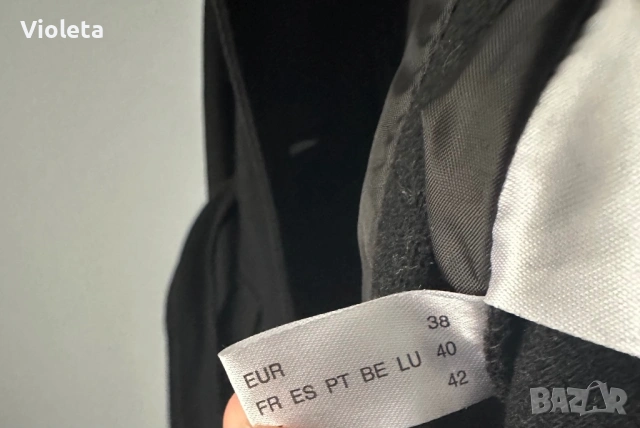 Violeta
EUR 38
FR ES PT BE LU 40
42
BAZAR